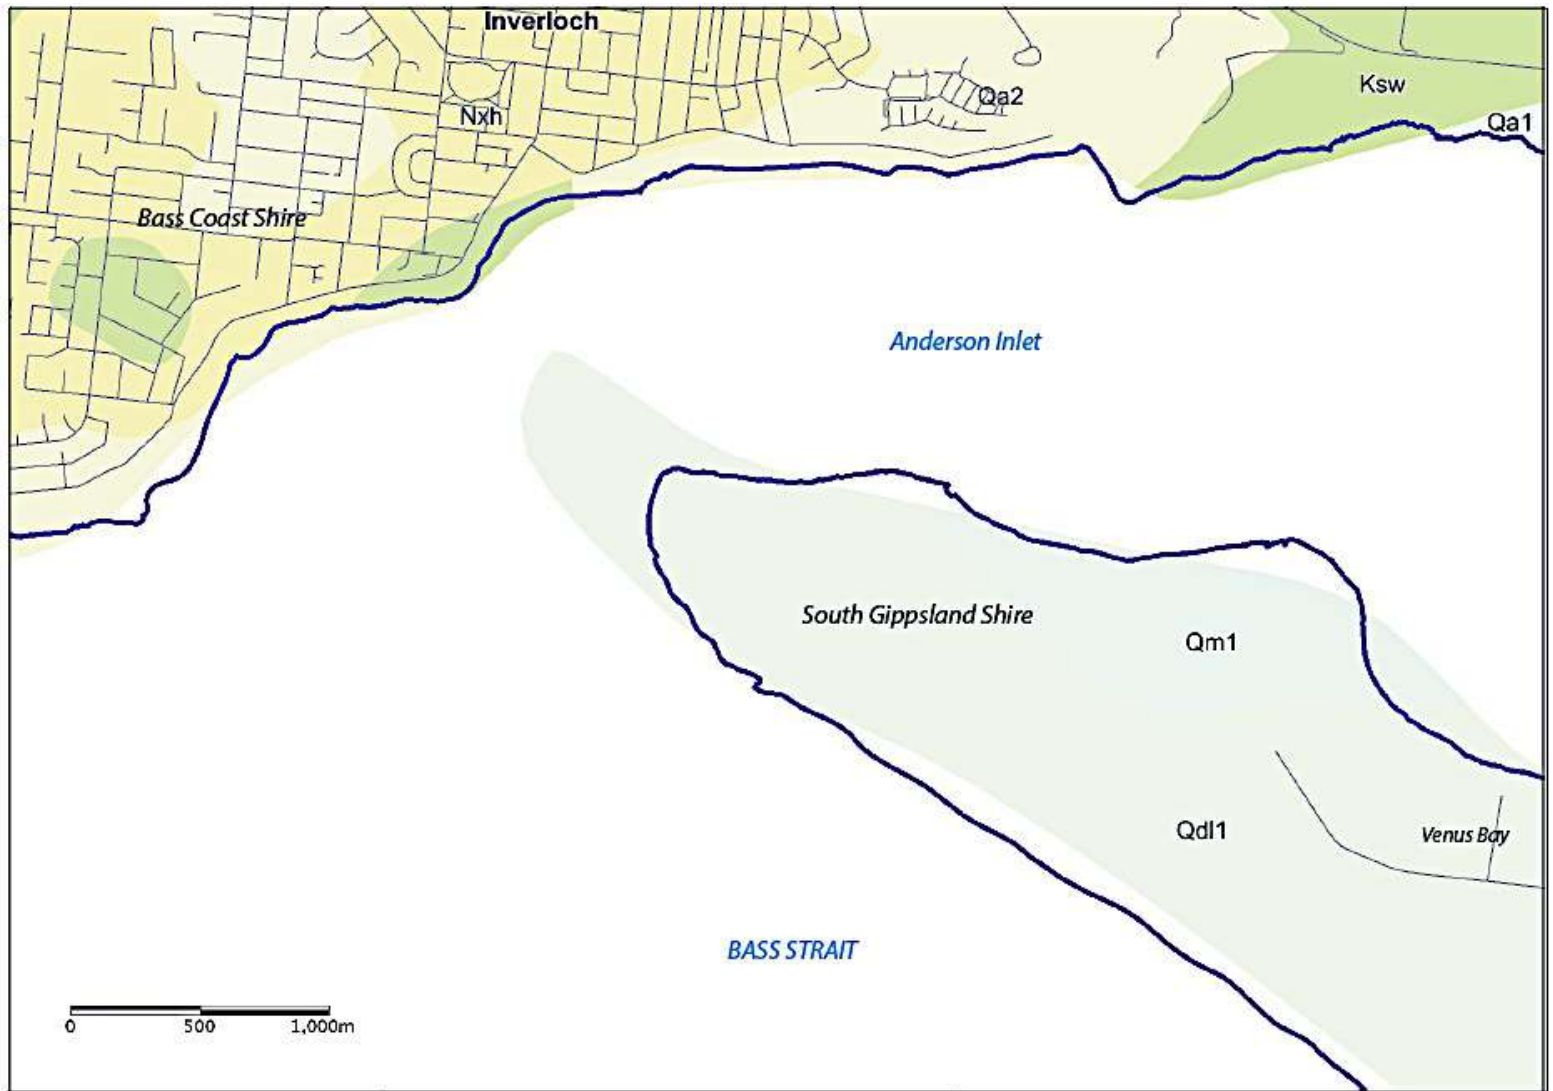 Inverloch
Ksw
Qa2
Nxh
Qa1
Bass Coast Shire
Anderson Inlet
South Gippsland Shire
Qm1
Qdl1
Venus Bay
BASS STRAIT
0 500 1,000m